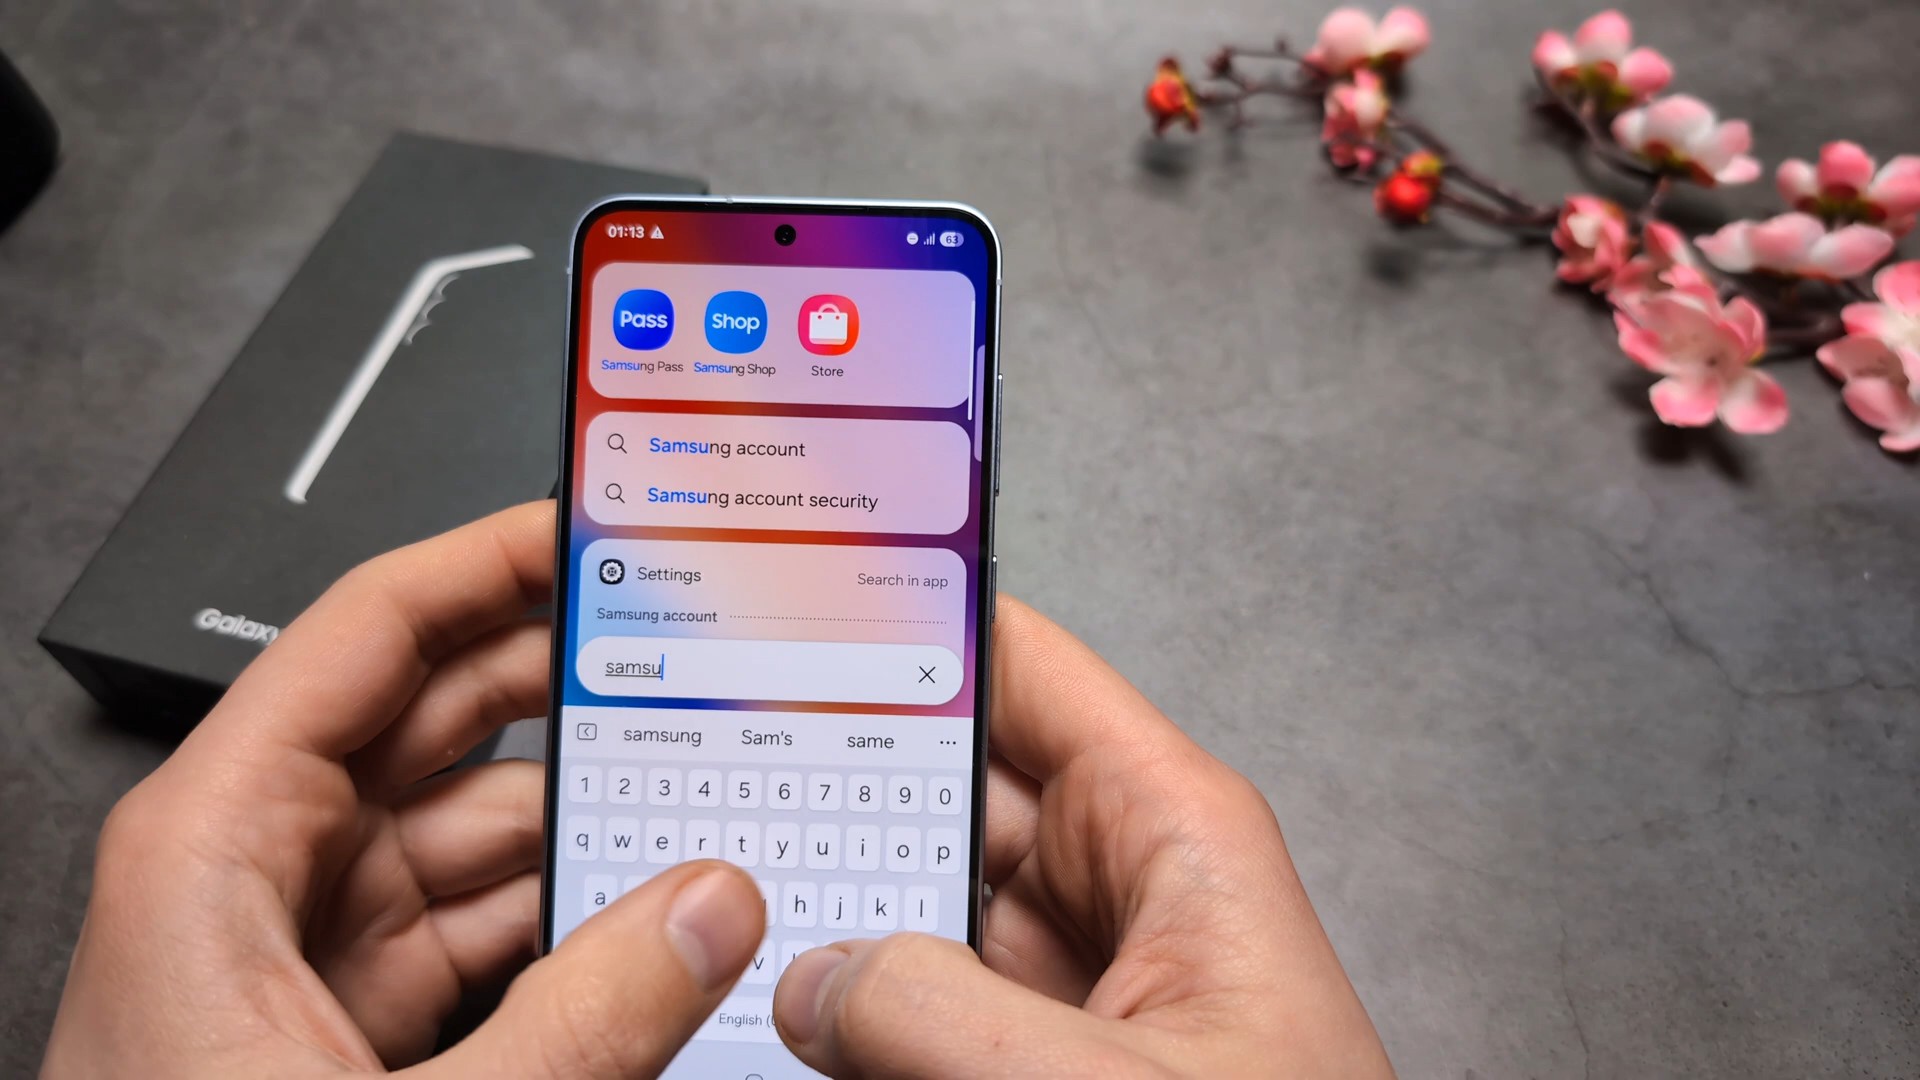 01:13
63
Pass
Shop
Samsung Pass
Samsung Shop
Store
Samsung account
Samsung account security
Settings
Search in app
Samsung account
samsu
samsung
Sam's
same
1 2 3 4 5 6 7 8 9 0
q w e r t y u i o p
a h j k l
v
English
Galaxy